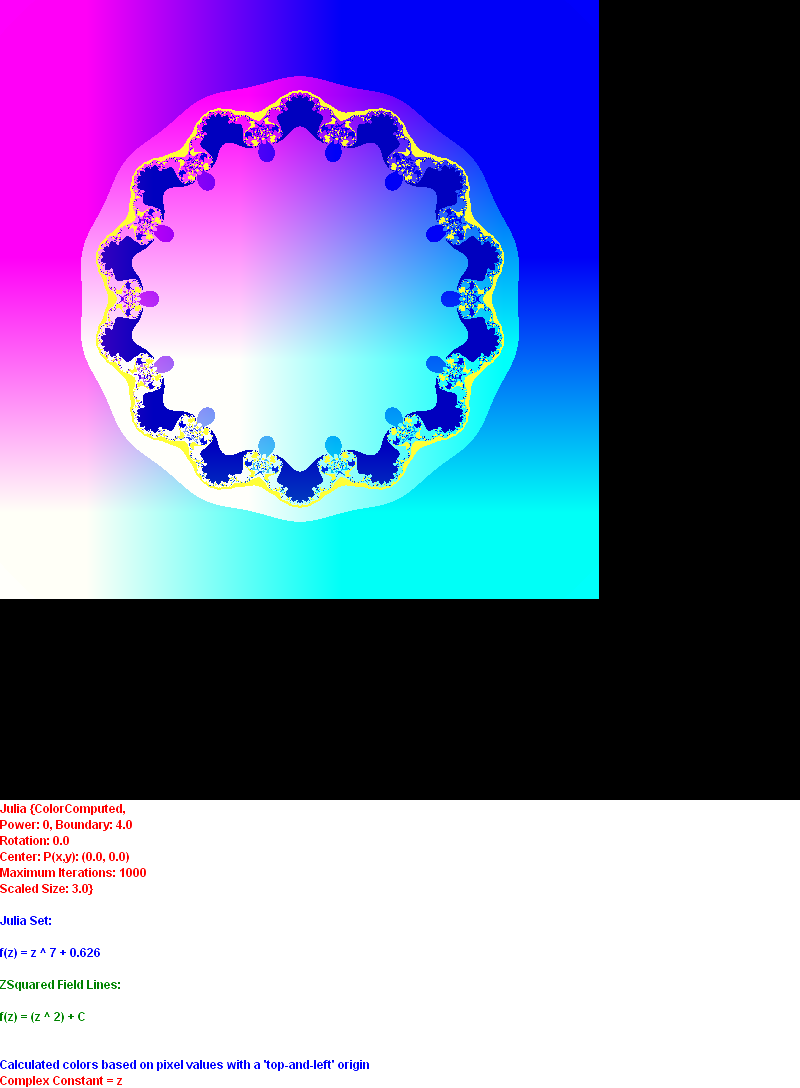 Julia {ColorComputed,
Power: 0, Boundary: 4.0
Rotation: 0.0
Center: P(x,y): (0.0, 0.0)
Maximum Iterations: 1000
Scaled Size: 3.0}
Julia Set:
f(z) = z ^ 7 + 0.626
ZSquared Field Lines:
f(z) = (z ^ 2) + C
Calculated colors based on pixel values with a 'top-and-left' origin
Complex Constant = z